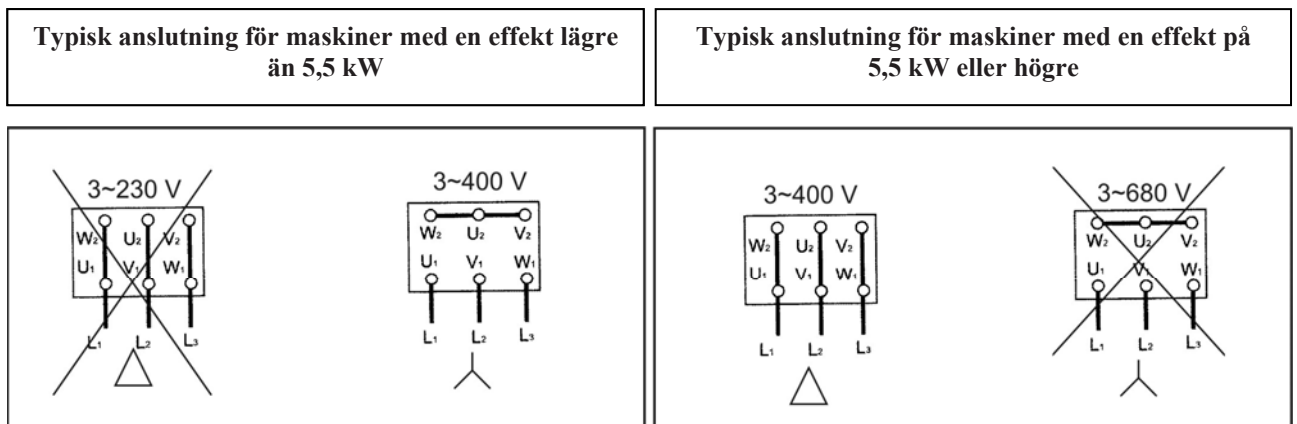 Typisk anslutning för maskiner med en effekt lägre
än 5,5 kW
Typisk anslutning för maskiner med en effekt på
5,5 kW eller högre
3~230 V
W₂ U₂ V₂
U₁ V₁ W₁
L₁ L₂ L₃
3~400 V
W₂ U₂ V₂
U₁ V₁ W₁
L₁ L₂ L₃
3~400 V
W₂ U₂ V₂
U₁ V₁ W₁
L₁ L₂ L₃
3~680 V
W₂ U₂ V₂
U₁ V₁ W₁
L₁ L₂ L₃